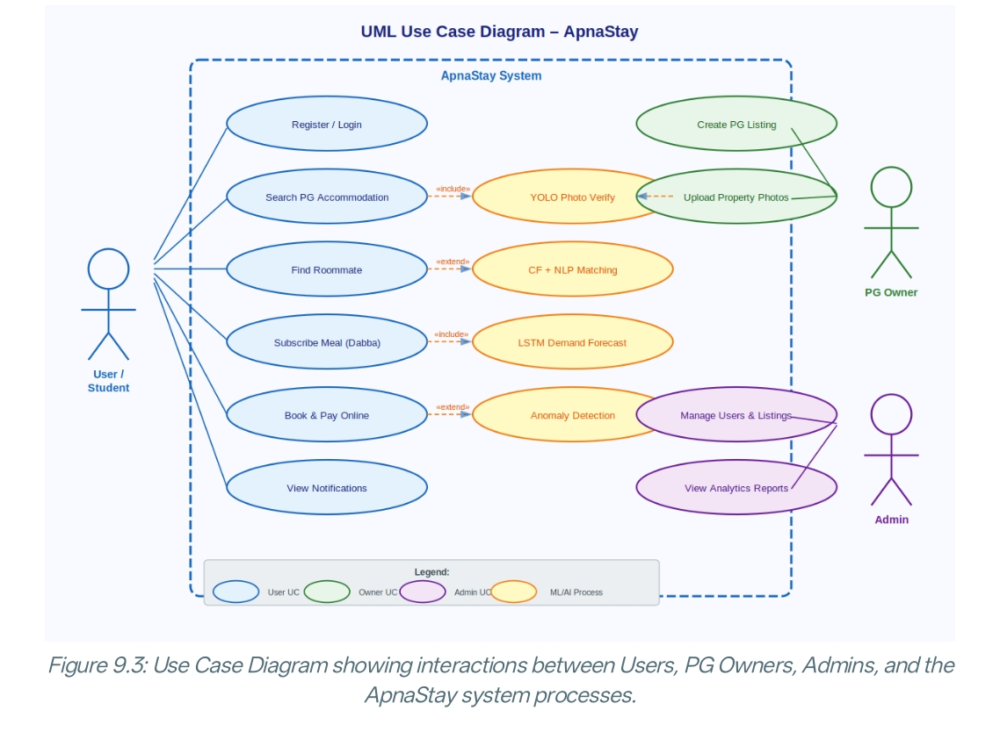 UML Use Case Diagram – ApnaStay
ApnaStay System
Register / Login
Create PG Listing
Search PG Accommodation
«include»
YOLO Photo Verify
Upload Property Photos
Find Roommate
«extend»
CF + NLP Matching
PG Owner
Subscribe Meal (Dabba)
«include»
LSTM Demand Forecast
User /
Student
Book & Pay Online
«extend»
Anomaly Detection
Manage Users & Listings
View Notifications
View Analytics Reports
Admin
Legend:
User UC
Owner UC
Admin UC
ML/AI Process
Figure 9.3: Use Case Diagram showing interactions between Users, PG Owners, Admins, and the
ApnaStay system processes.